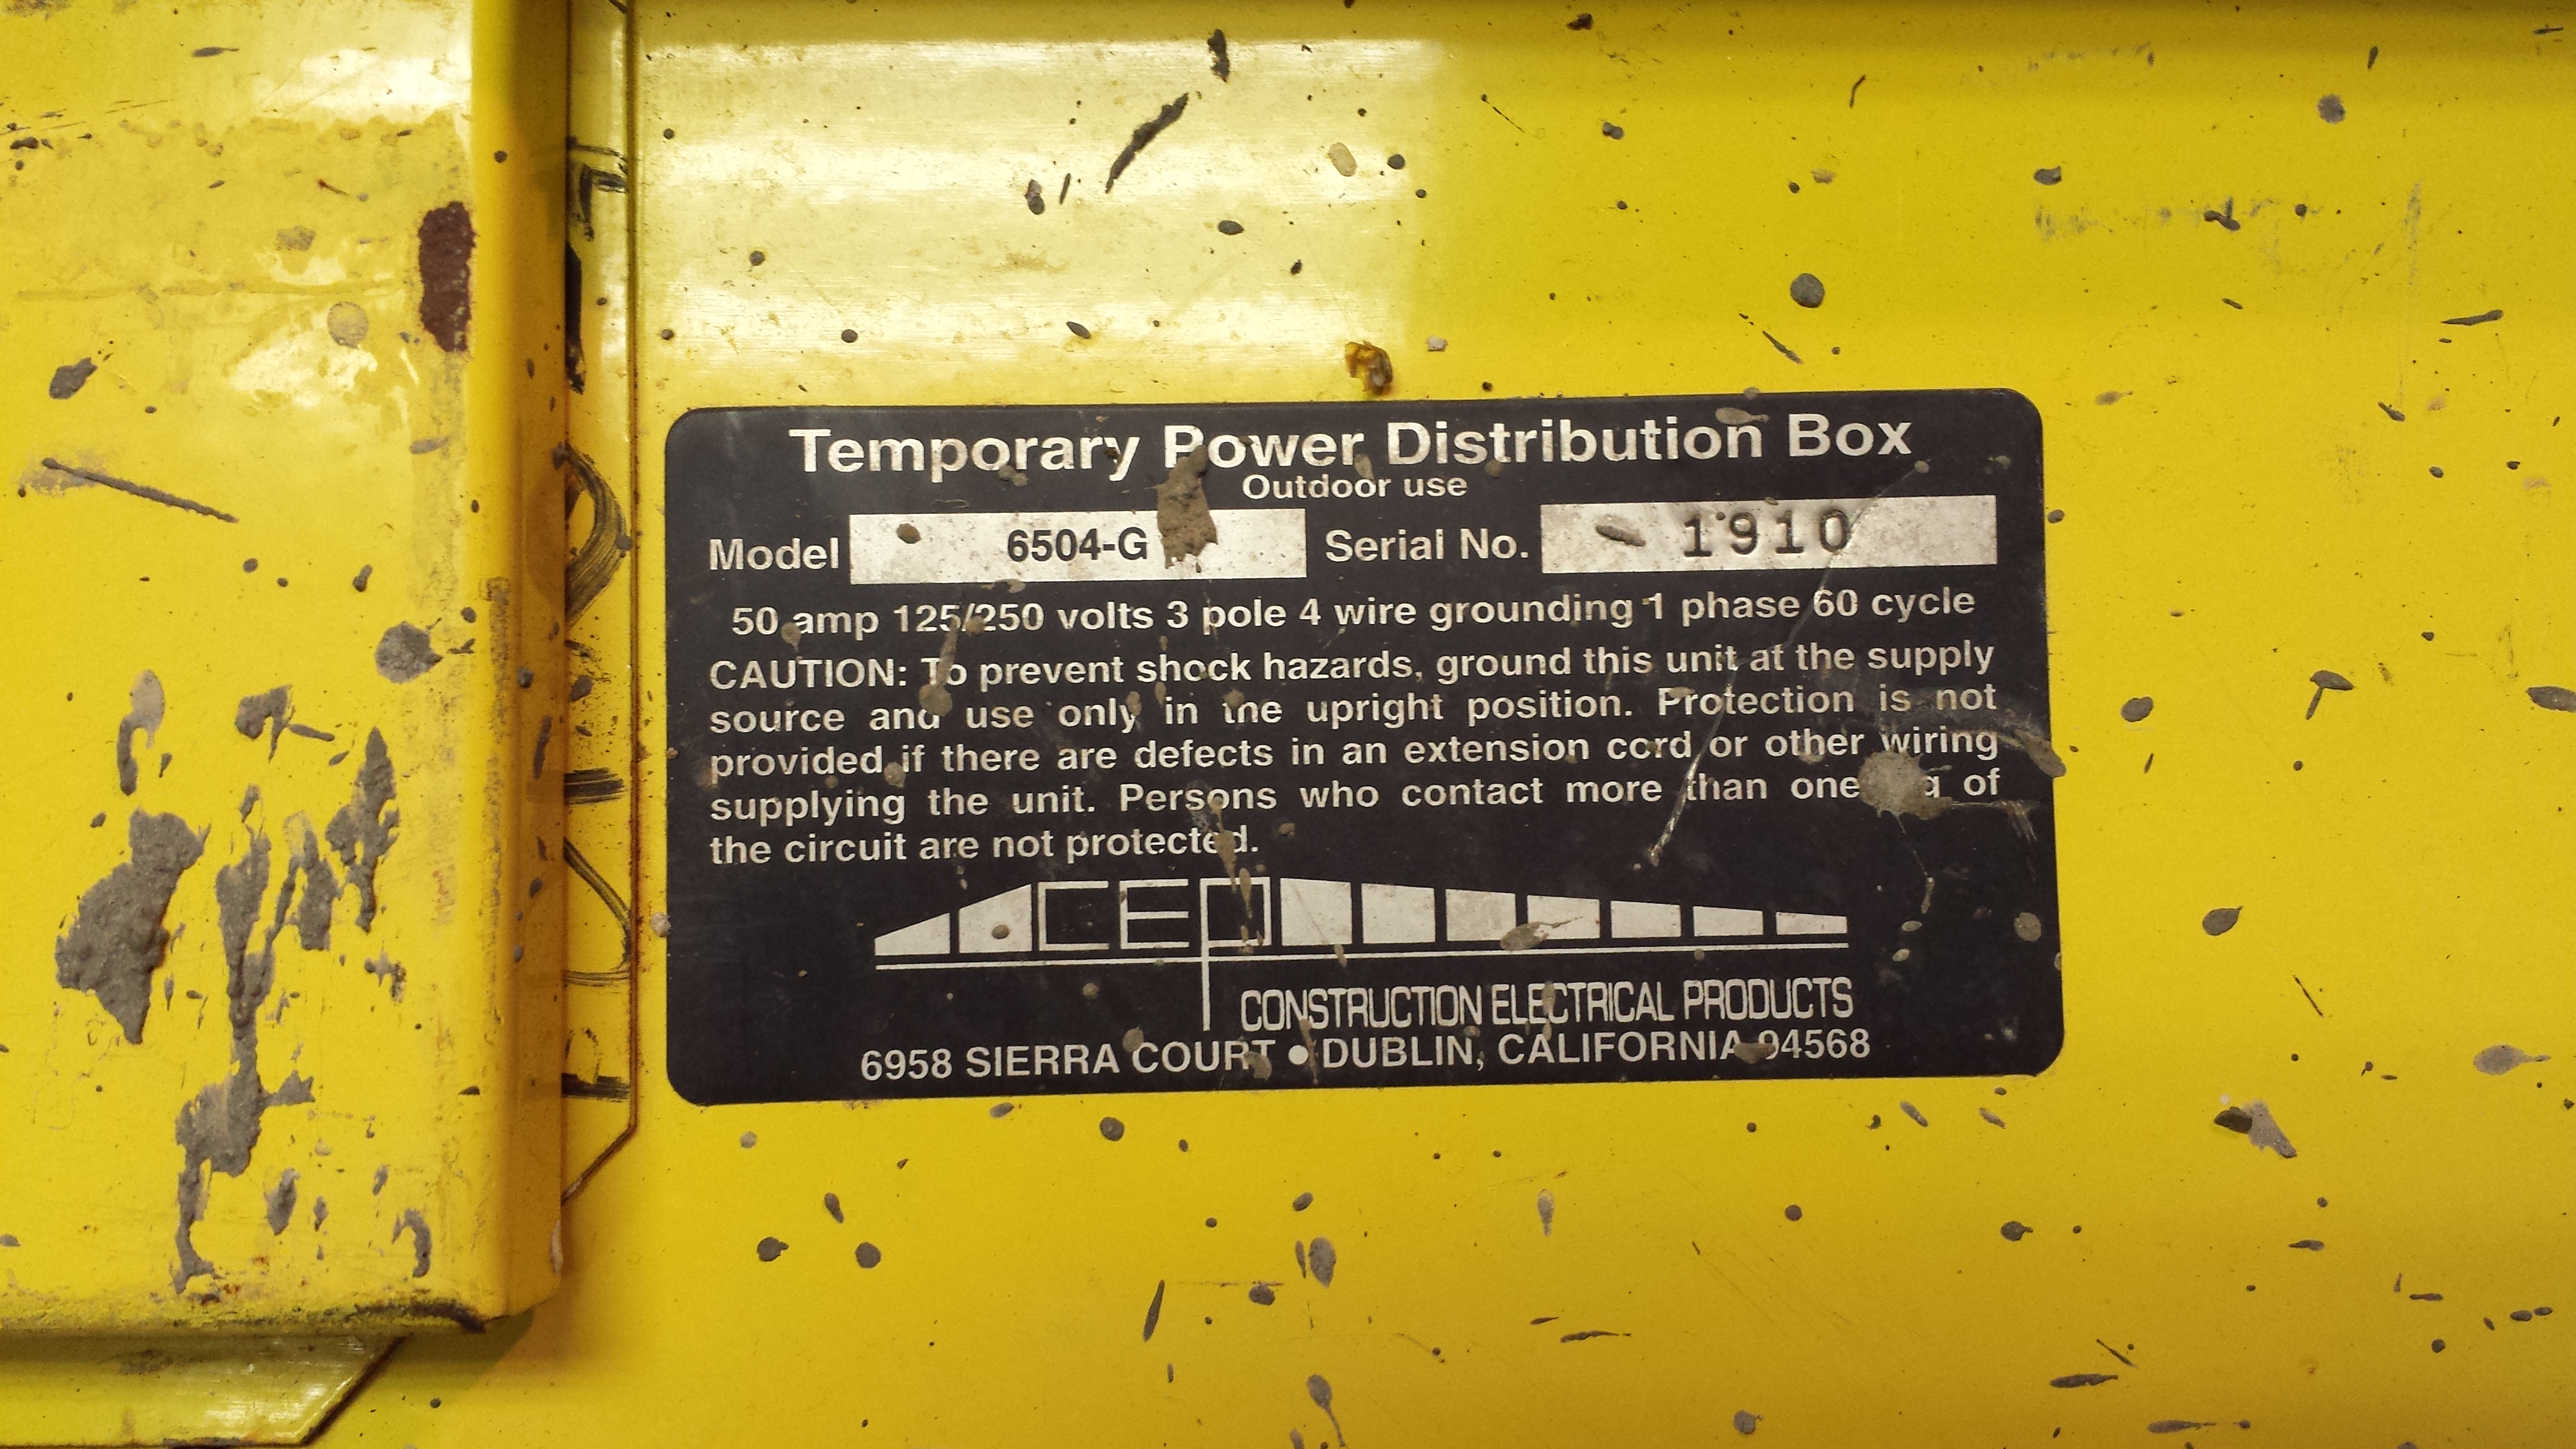 Temporary Power Distribution Box
Outdoor use
Model 6504-G Serial No. 1910
50 amp 125/250 volts 3 pole 4 wire grounding 1 phase 60 cycle
CAUTION: To prevent shock hazards, ground this unit at the supply
source and use only in the upright position. Protection is not
provided if there are defects in an extension cord or other wiring
supplying the unit. Persons who contact more than one of
the circuit are not protected.
CEP
CONSTRUCTION ELECTRICAL PRODUCTS
6958 SIERRA COURT • DUBLIN, CALIFORNIA 94568